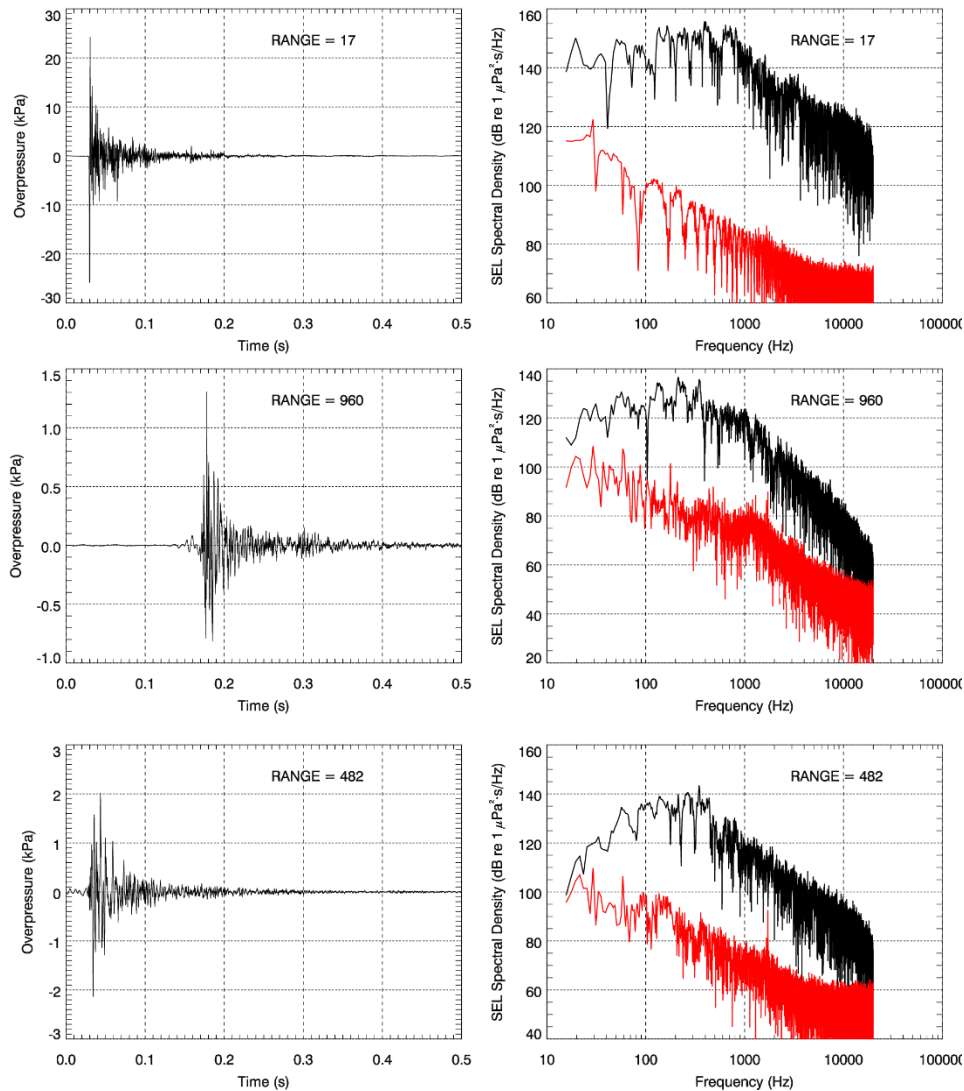 30
20
10
0
-10
-20
-30
Overpressure (kPa)
RANGE = 17
0.0 0.1 0.2 0.3 0.4 0.5
Time (s)
160
140
120
100
80
60
SEL Spectral Density (dB re 1 µPa²·s/Hz)
RANGE = 17
10 100 1000 10000 100000
Frequency (Hz)
1.5
1.0
0.5
0.0
-0.5
-1.0
Overpressure (kPa)
RANGE = 960
0.0 0.1 0.2 0.3 0.4 0.5
Time (s)
140
120
100
80
60
40
20
SEL Spectral Density (dB re 1 µPa²·s/Hz)
RANGE = 960
10 100 1000 10000 100000
Frequency (Hz)
3
2
1
0
-1
-2
-3
Overpressure (kPa)
RANGE = 482
0.0 0.1 0.2 0.3 0.4 0.5
Time (s)
160
140
120
100
80
60
40
SEL Spectral Density (dB re 1 µPa²·s/Hz)
RANGE = 482
10 100 1000 10000 100000
Frequency (Hz)